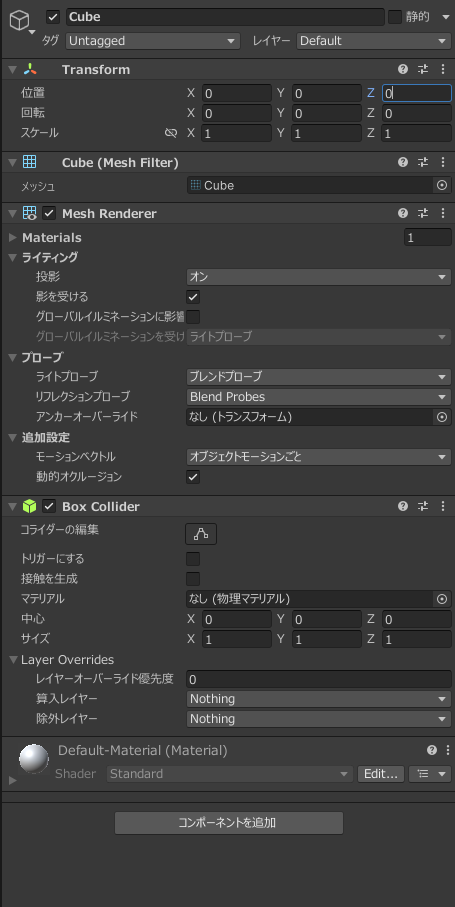 Cube 静的
タグ Untagged レイヤー Default
Transform
位置 X 0 Y 0 Z 0
回転 X 0 Y 0 Z 0
スケール X 1 Y 1 Z 1
Cube (Mesh Filter)
メッシュ Cube
Mesh Renderer
Materials 1
ライティング
投影 オン
影を受ける
グローバルイルミネーションに影響
グローバルイルミネーションを受け ライトプローブ
プローブ
ライトプローブ ブレンドプローブ
リフレクションプローブ Blend Probes
アンカーオーバーライド なし (トランスフォーム)
追加設定
モーションベクトル オブジェクトモーションごと
動的オクルージョン
Box Collider
コライダーの編集
トリガーにする
接触を生成
マテリアル なし (物理マテリアル)
中心 X 0 Y 0 Z 0
サイズ X 1 Y 1 Z 1
Layer Overrides
レイヤーオーバーライド優先度 0
算入レイヤー Nothing
除外レイヤー Nothing
Default-Material (Material)
Shader Standard Edit...
コンポーネントを追加